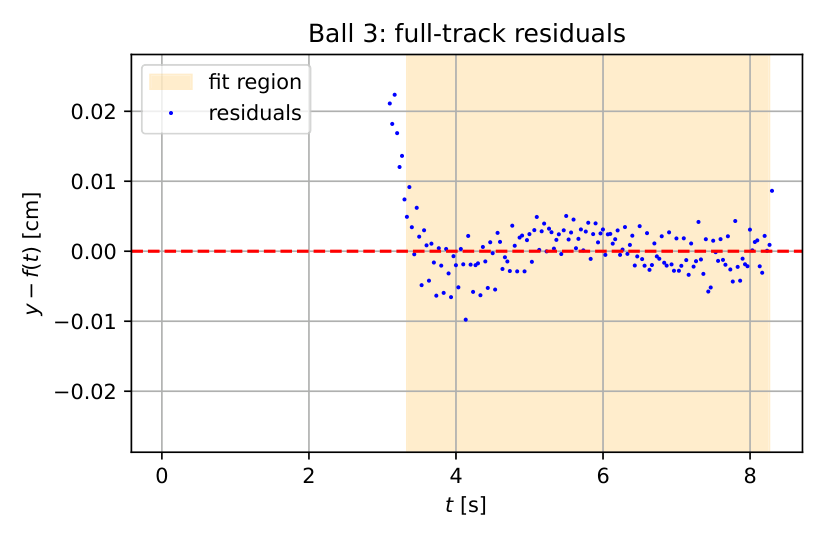 Ball 3: full-track residuals
fit region
residuals
0.02
0.01
0.00
−0.01
−0.02
y − f(t) [cm]
0 2 4 6 8
t [s]